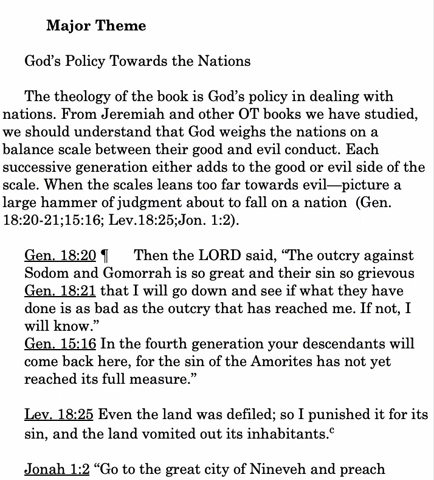 Major Theme
God’s Policy Towards the Nations
The theology of the book is God’s policy in dealing with
nations. From Jeremiah and other OT books we have studied,
we should understand that God weighs the nations on a
balance scale between their good and evil conduct. Each
successive generation either adds to the good or evil side of the
scale. When the scales leans too far towards evil—picture a
large hammer of judgment about to fall on a nation  (Gen.
18:20-21;15:16; Lev.18:25;Jon. 1:2).
Gen. 18:20 ¶ Then the LORD said, “The outcry against
Sodom and Gomorrah is so great and their sin so grievous
Gen. 18:21 that I will go down and see if what they have
done is as bad as the outcry that has reached me. If not, I
will know.”
Gen. 15:16 In the fourth generation your descendants will
come back here, for the sin of the Amorites has not yet
reached its full measure.”
Lev. 18:25 Even the land was defiled; so I punished it for its
sin, and the land vomited out its inhabitants.c
Jonah 1:2 “Go to the great city of Nineveh and preach